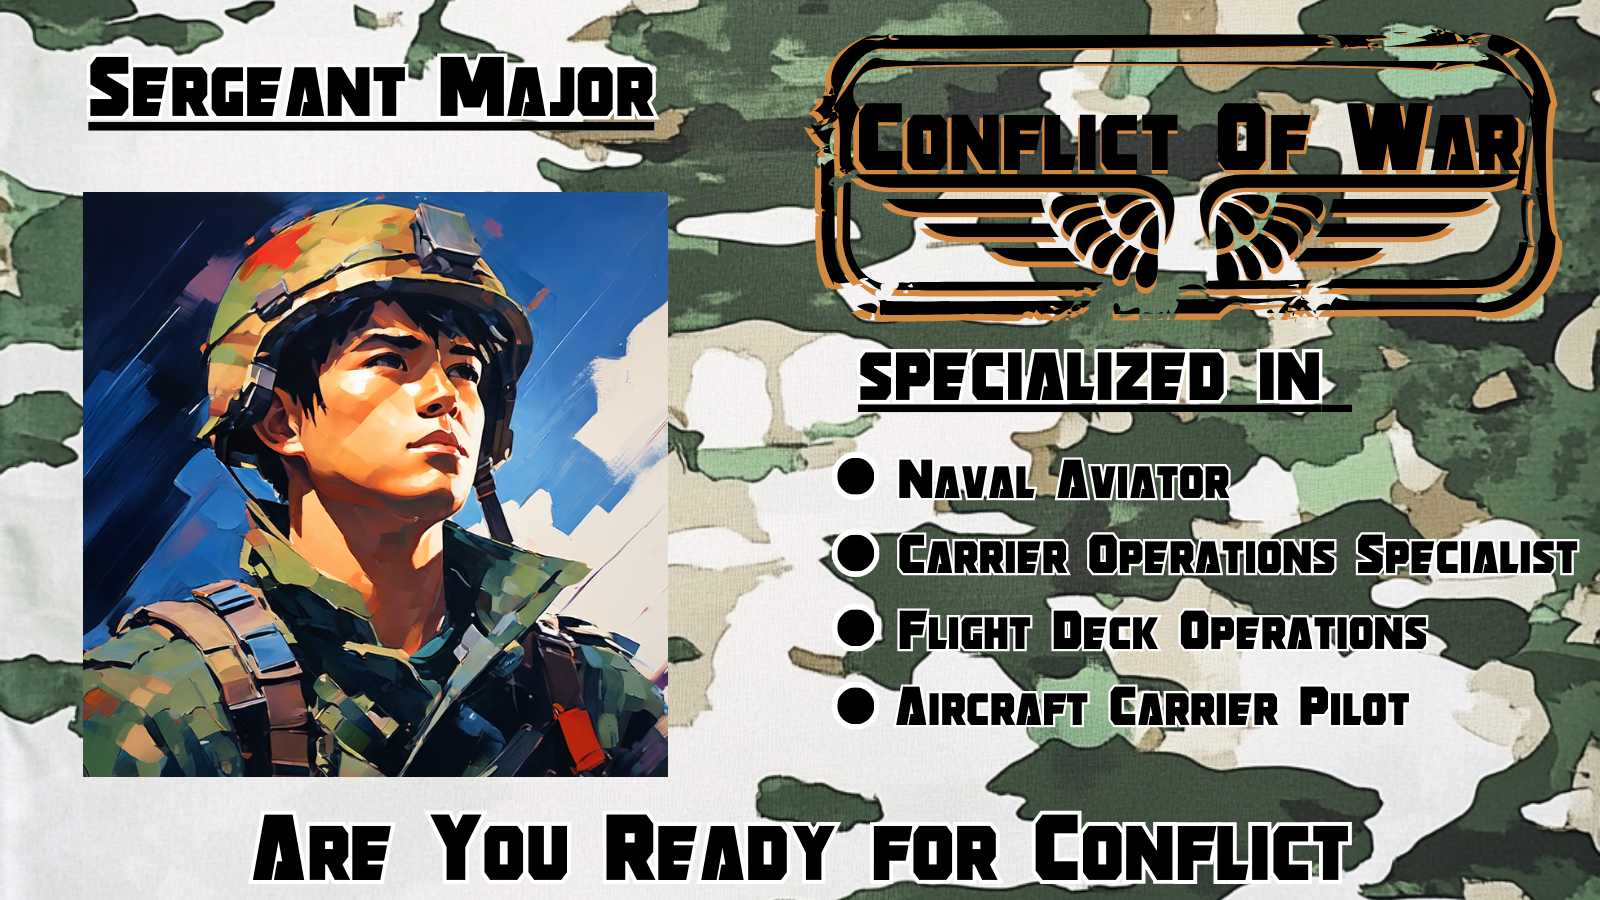 Sergeant Major
Conflict Of War
SPECIALIZED IN
Naval Aviator
Carrier Operations Specialist
Flight Deck Operations
Aircraft Carrier Pilot
Are You Ready for Conflict